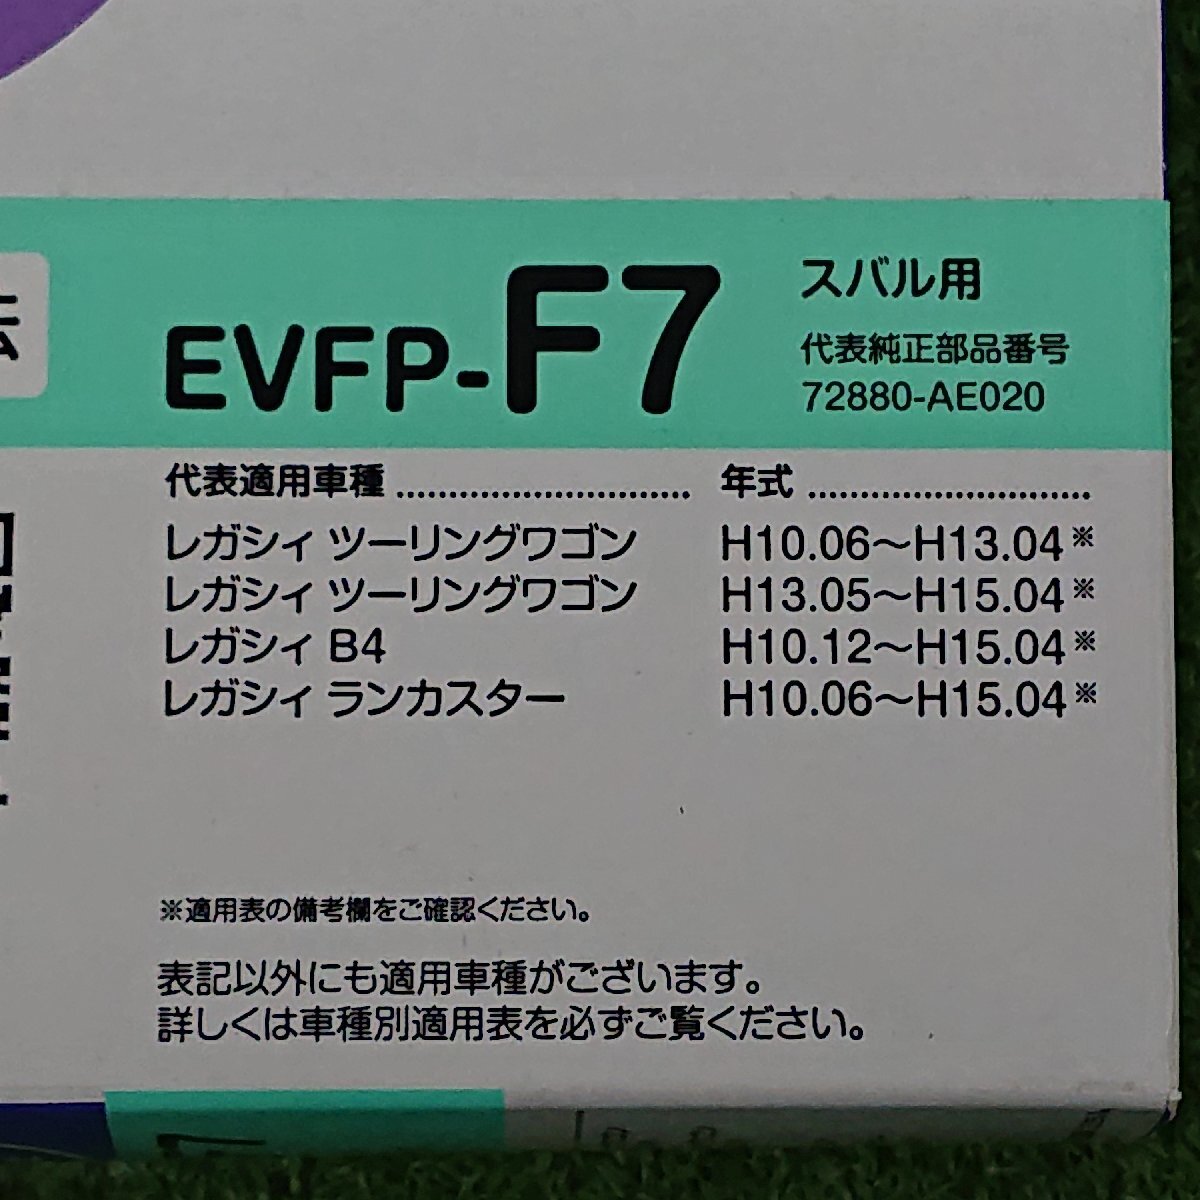 EVFP-F7
スバル用
代表純正部品番号
72880-AE020
代表適用車種 ........................... 年式 ..........................
レガシィ ツーリングワゴン H10.06～H13.04※
レガシィ ツーリングワゴン H13.05～H15.04※
レガシィ B4 H10.12～H15.04※
レガシィ ランカスター H10.06～H15.04※
※適用表の備考欄をご確認ください。
表記以外にも適用車種がございます。
詳しくは車種別適用表を必ずご覧ください。